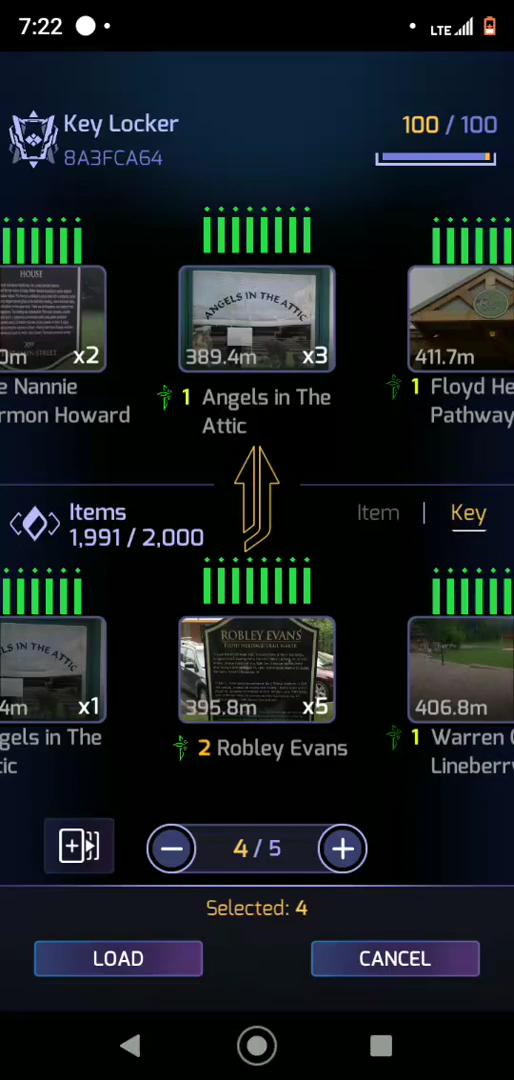 7:22
LTE
Key Locker
100 / 100
8A3FCA64
HOUSE
0m x2
389.4m x3
ANGELS IN THE ATTIC
411.7m
e Nannie
rmon Howard
1 Angels in The
Attic
1 Floyd He
Pathway
Items
1,991 / 2,000
Item | Key
GELS IN THE ATTIC
4m x1
ROBLEY EVANS
395.8m x5
406.8m
gels in The
tic
2 Robley Evans
1 Warren G
Lineberry
4 / 5
Selected: 4
LOAD
CANCEL